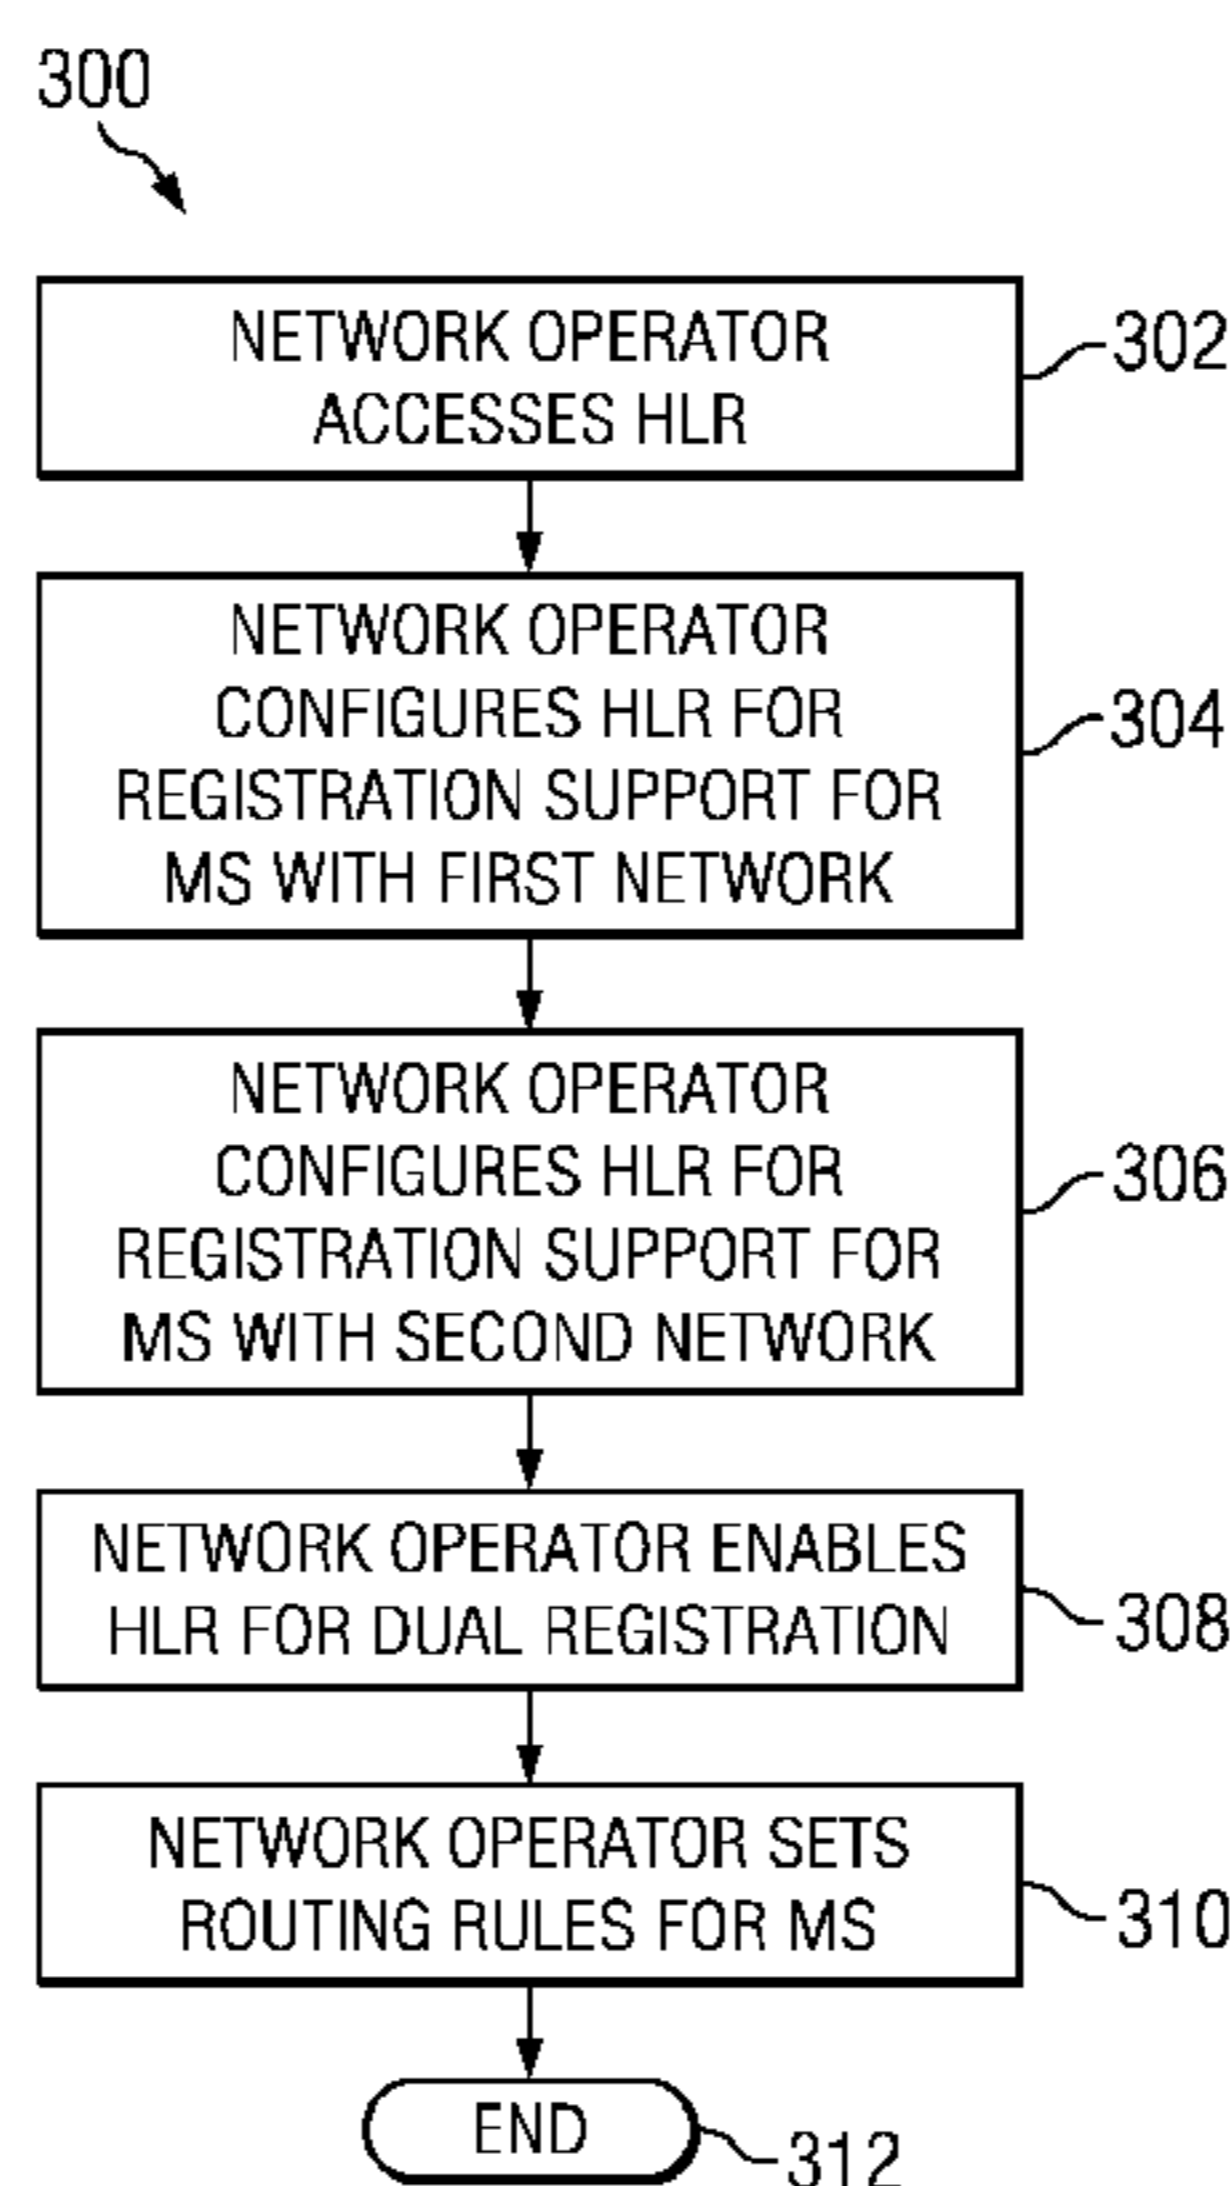 300
NETWORK OPERATOR
ACCESSES HLR
302
NETWORK OPERATOR
CONFIGURES HLR FOR
REGISTRATION SUPPORT FOR
MS WITH FIRST NETWORK
304
NETWORK OPERATOR
CONFIGURES HLR FOR
REGISTRATION SUPPORT FOR
MS WITH SECOND NETWORK
306
NETWORK OPERATOR ENABLES
HLR FOR DUAL REGISTRATION
308
NETWORK OPERATOR SETS
ROUTING RULES FOR MS
310
END
312